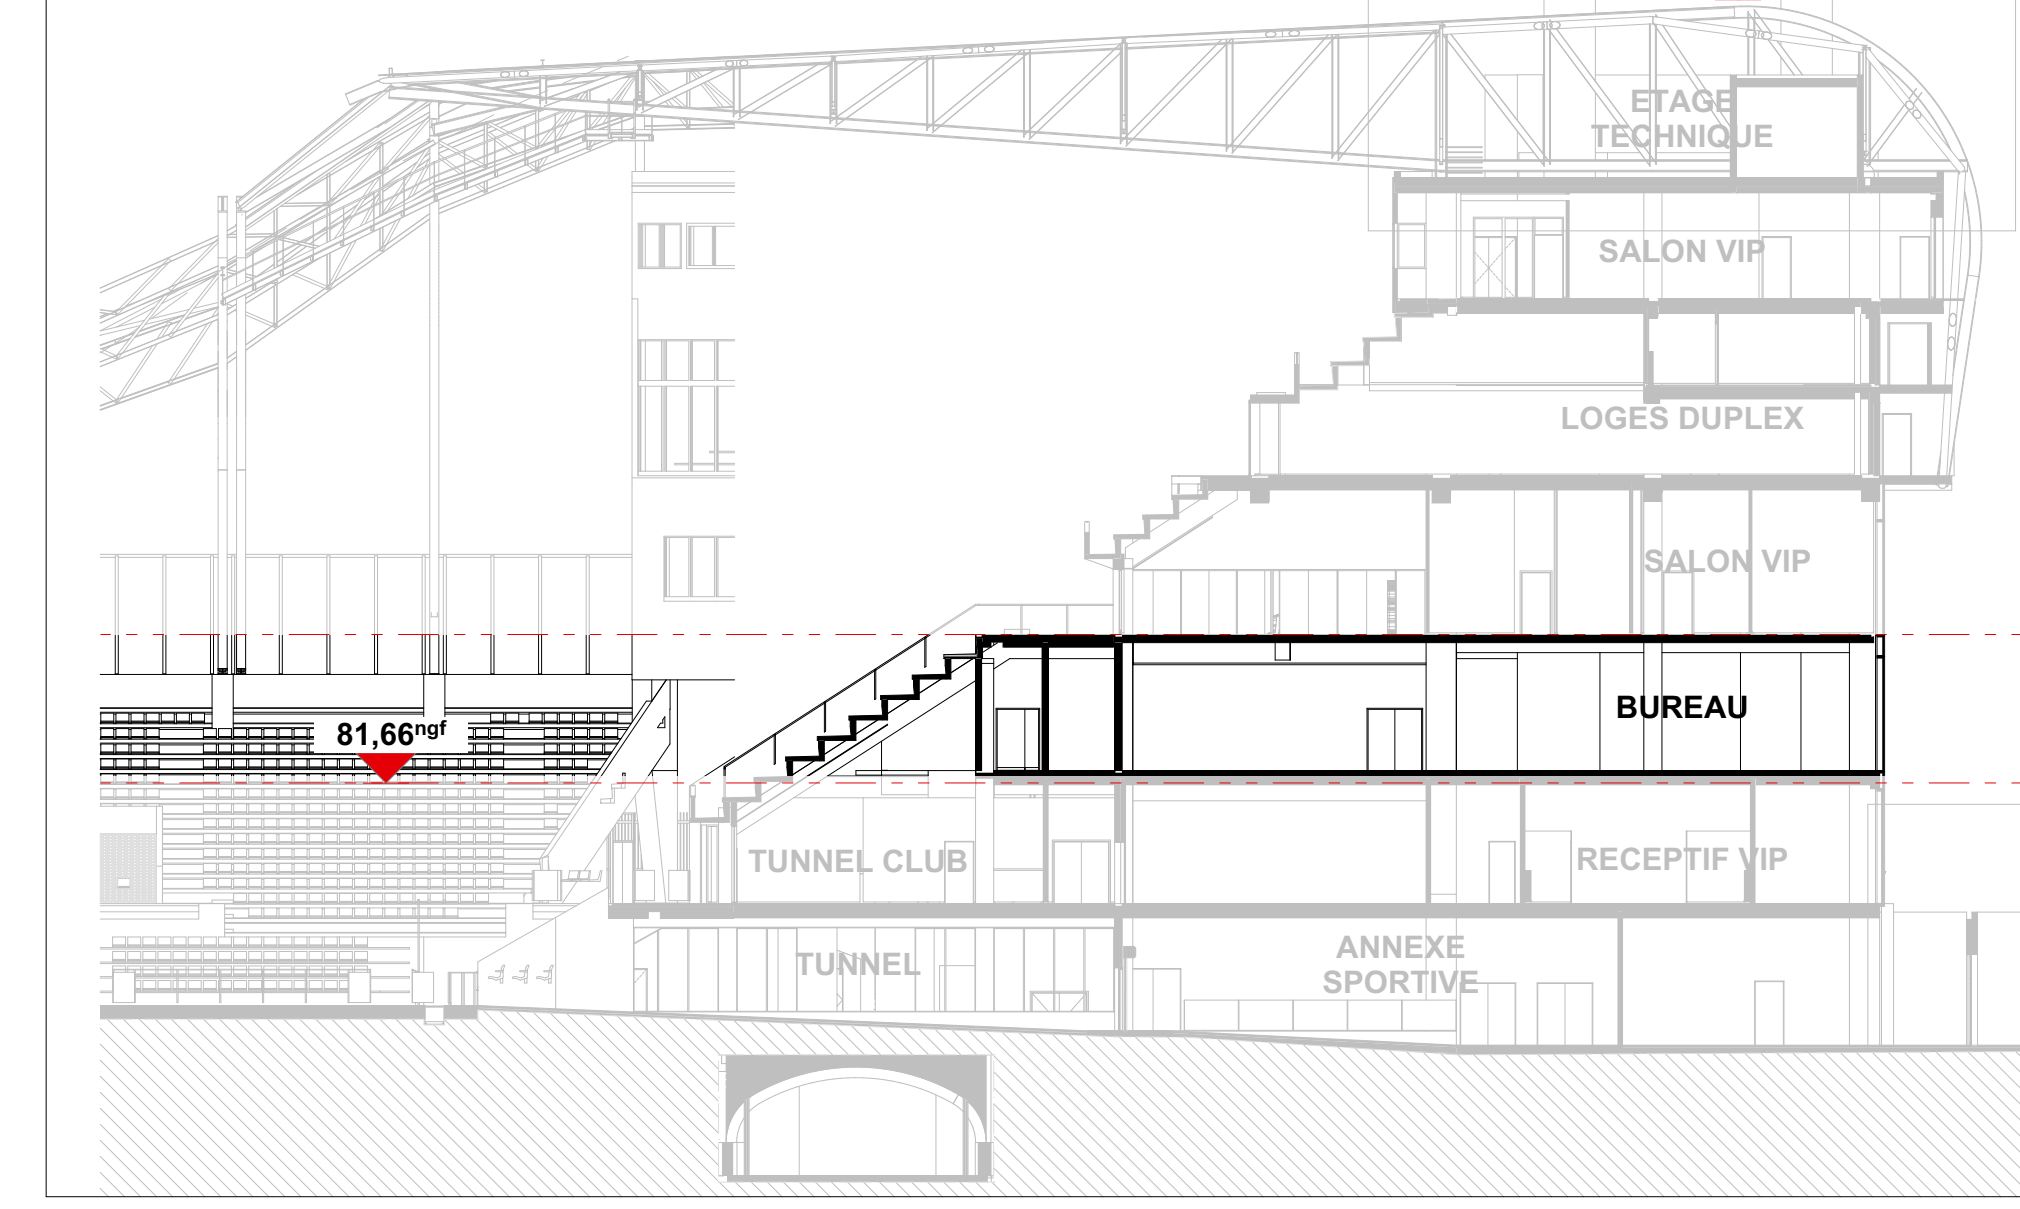 ETAGE
TECHNIQUE
SALON VIP
LOGES DUPLEX
SALON VIP
BUREAU
81,66ngf
TUNNEL CLUB
RECEPTIF VIP
TUNNEL
ANNEXE
SPORTIVE